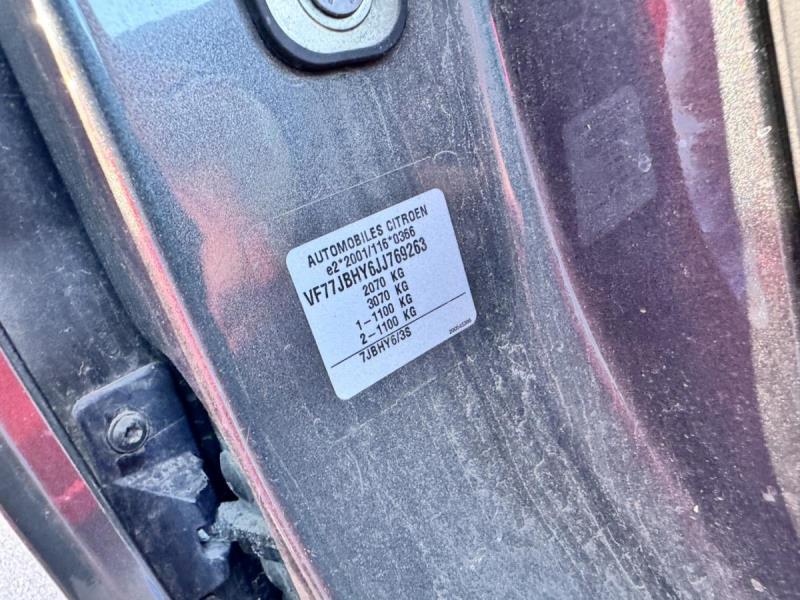 AUTOMOBILES CITROEN
e2*2001/116*0366
VF77JBHY6JJ769263
2070 KG
3070 KG
1-1100 KG
2-1100 KG
7JBHY6/3S